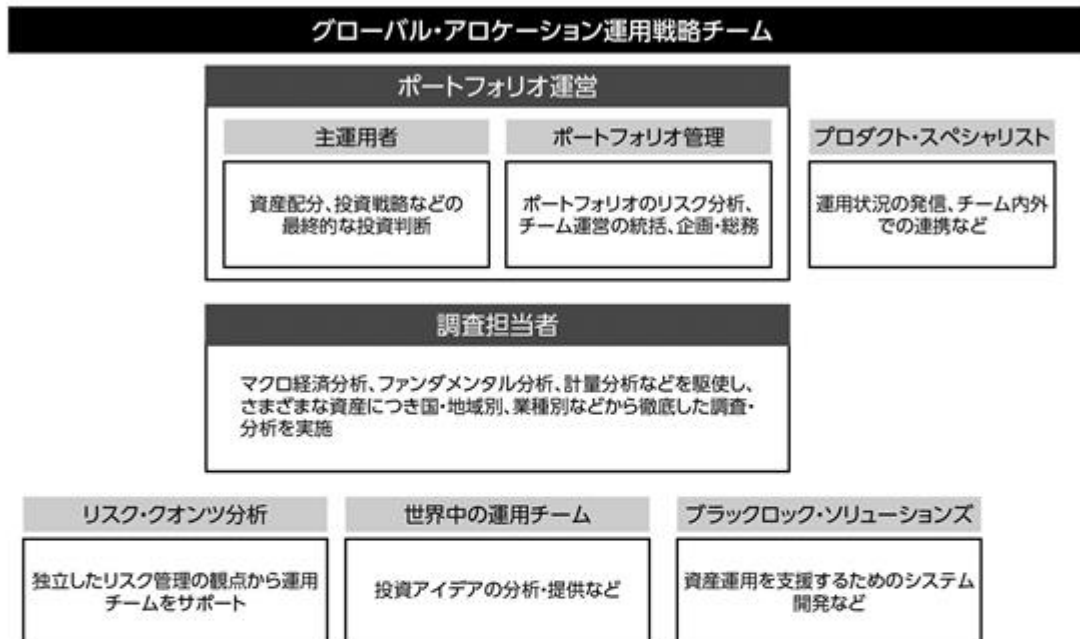 グローバル・アロケーション運用戦略チーム
ポートフォリオ運営
主運用者
資産配分、投資戦略などの
最終的な投資判断
ポートフォリオ管理
ポートフォリオのリスク分析、
チーム運営の統括、企画・総務
プロダクト・スペシャリスト
運用状況の発信、チーム内外
での連携など
調査担当者
マクロ経済分析、ファンダメンタル分析、計量分析などを駆使し、
さまざまな資産につき国・地域別、業種別などから徹底した調査・
分析を実施
リスク・クオンツ分析
独立したリスク管理の観点から運用
チームをサポート
世界中の運用チーム
投資アイデアの分析・提供など
ブラックロック・ソリューションズ
資産運用を支援するためのシステム
開発など